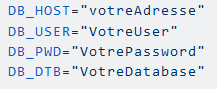 DB_HOST="votreAdresse"
DB_USER="VotreUser"
DB_PWD="VotrePassword"
DB_DTB="VotreDatabase"